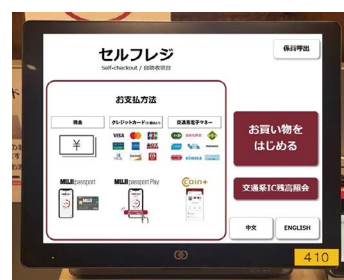 セルフレジ
Self-checkout / 自助收银台
係員呼出
お支払方法
現金
クレジットカード
交通系電子マネー
¥
VISA
お買い物を
はじめる
MUJI passport
MUJI passport Pay
Coin+
交通系IC残高照会
中文
ENGLISH
410